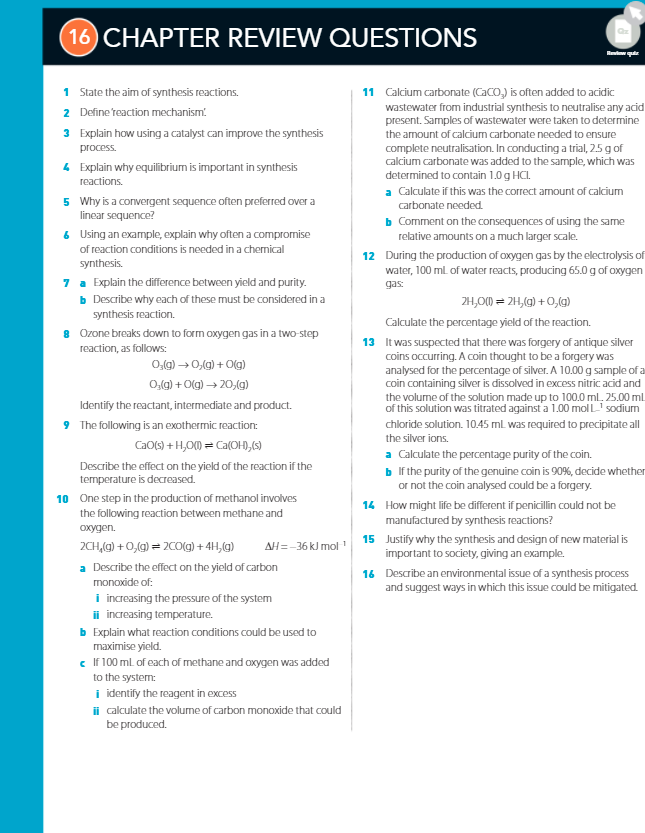 16 CHAPTER REVIEW QUESTIONS
Review quiz
1 State the aim of synthesis reactions.
2 Define 'reaction mechanism'.
3 Explain how using a catalyst can improve the synthesis
process.
4 Explain why equilibrium is important in synthesis
reactions.
5 Why is a convergent sequence often preferred over a
linear sequence?
6 Using an example, explain why often a compromise
of reaction conditions is needed in a chemical
synthesis.
7 a Explain the difference between yield and purity.
b Describe why each of these must be considered in a
synthesis reaction.
8 Ozone breaks down to form oxygen gas in a two-step
reaction, as follows:
O₃(g) → O₂(g) + O(g)
O₃(g) + O(g) → 2O₂(g)
Identify the reactant, intermediate and product.
9 The following is an exothermic reaction:
CaO(s) + H₂O(l) ⇌ Ca(OH)₂(s)
Describe the effect on the yield of the reaction if the
temperature is decreased.
10 One step in the production of methanol involves
the following reaction between methane and
oxygen.
2CH₄(g) + O₂(g) ⇌ 2CO(g) + 4H₂(g) ΔH = −36 kJ mol⁻¹
a Describe the effect on the yield of carbon
monoxide of:
i increasing the pressure of the system
ii increasing temperature.
b Explain what reaction conditions could be used to
maximise yield.
c If 100 mL of each of methane and oxygen was added
to the system:
i identify the reagent in excess
ii calculate the volume of carbon monoxide that could
be produced.
11 Calcium carbonate (CaCO₃) is often added to acidic
wastewater from industrial synthesis to neutralise any acid
present. Samples of wastewater were taken to determine
the amount of calcium carbonate needed to ensure
complete neutralisation. In conducting a trial, 2.5 g of
calcium carbonate was added to the sample, which was
determined to contain 1.0 g HCl.
a Calculate if this was the correct amount of calcium
carbonate needed.
b Comment on the consequences of using the same
relative amounts on a much larger scale.
12 During the production of oxygen gas by the electrolysis of
water, 100 mL of water reacts, producing 65.0 g of oxygen
gas:
2H₂O(l) ⇌ 2H₂(g) + O₂(g)
Calculate the percentage yield of the reaction.
13 It was suspected that there was forgery of antique silver
coins occurring. A coin thought to be a forgery was
analysed for the percentage of silver. A 10.00 g sample of a
coin containing silver is dissolved in excess nitric acid and
the volume of the solution made up to 100.0 mL. 25.00 mL
of this solution was titrated against a 1.00 mol L⁻¹ sodium
chloride solution. 10.45 mL was required to precipitate all
the silver ions.
a Calculate the percentage purity of the coin.
b If the purity of the genuine coin is 90%, decide whether
or not the coin analysed could be a forgery.
14 How might life be different if penicillin could not be
manufactured by synthesis reactions?
15 Justify why the synthesis and design of new material is
important to society, giving an example.
16 Describe an environmental issue of a synthesis process
and suggest ways in which this issue could be mitigated.